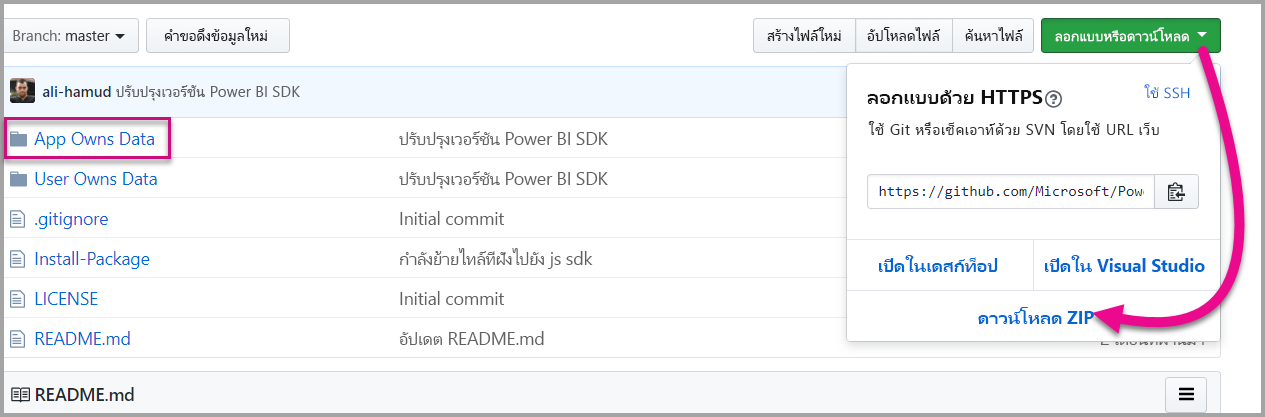 Branch: master คำขอดึงข้อมูลใหม่ สร้างไฟล์ใหม่ อัปโหลดไฟล์ ค้นหาไฟล์ ลอกแบบหรือดาวน์โหลด
ali-hamud ปรับปรุงเวอร์ชัน Power BI SDK
App Owns Data ปรับปรุงเวอร์ชัน Power BI SDK
User Owns Data ปรับปรุงเวอร์ชัน Power BI SDK
.gitignore Initial commit
Install-Package กำลังย้ายไทล์ที่ฝังไปยัง js sdk
LICENSE Initial commit
README.md อัปเดต README.md
ลอกแบบด้วย HTTPS ใช้ SSH
ใช้ Git หรือเช็คเอาท์ด้วย SVN โดยใช้ URL เว็บ
https://github.com/Microsoft/Pow
เปิดในเดสก์ท็อป เปิดใน Visual Studio
ดาวน์โหลด ZIP
README.md